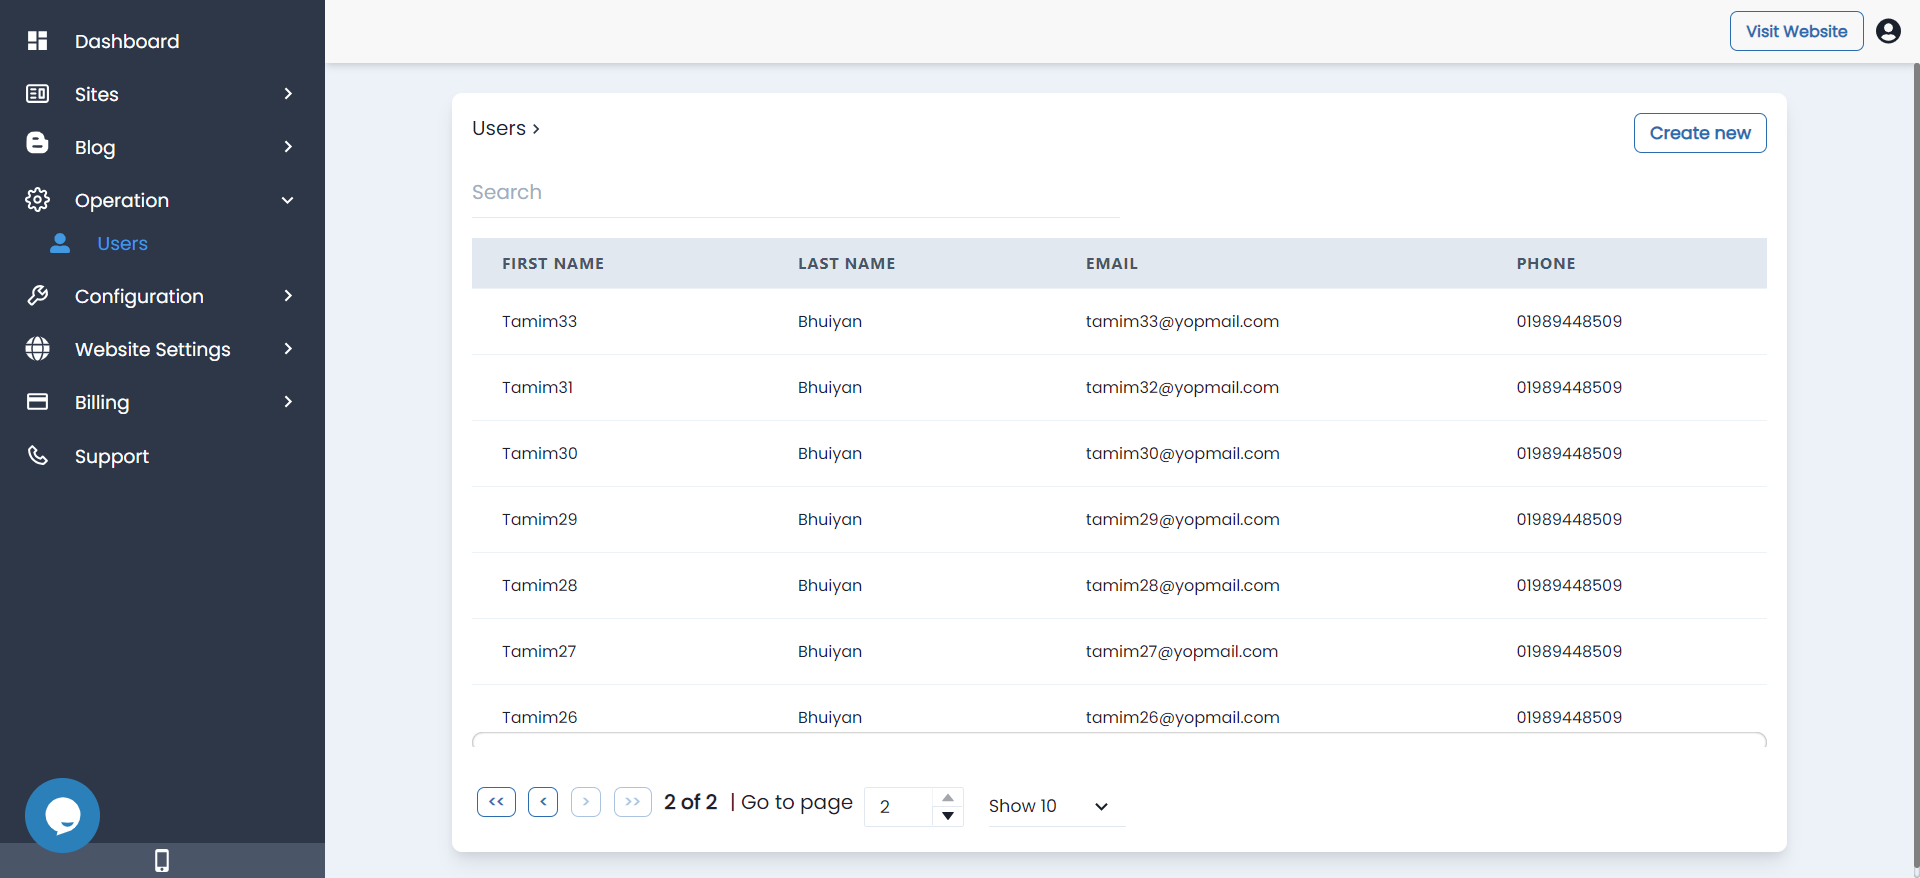 Dashboard
Sites
Blog
Operation
Users
Configuration
Website Settings
Billing
Support
Visit Website
Users >
Create new
Search
FIRST NAME LAST NAME EMAIL PHONE
Tamim33 Bhuiyan tamim33@yopmail.com 01989448509
Tamim31 Bhuiyan tamim32@yopmail.com 01989448509
Tamim30 Bhuiyan tamim30@yopmail.com 01989448509
Tamim29 Bhuiyan tamim29@yopmail.com 01989448509
Tamim28 Bhuiyan tamim28@yopmail.com 01989448509
Tamim27 Bhuiyan tamim27@yopmail.com 01989448509
Tamim26 Bhuiyan tamim26@yopmail.com 01989448509
<< < > >> 2 of 2 | Go to page 2 Show 10